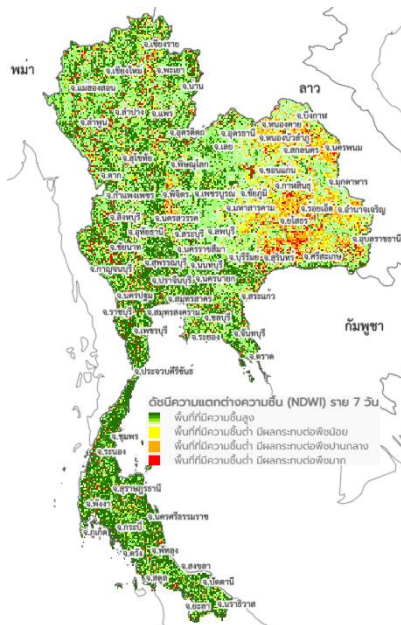 จ.เชียงราย
พม่า
จ.เชียงใหม่
จ.พะเยา
ลาว
จ.แม่ฮ่องสอน
จ.น่าน
จ.ลำปาง
จ.แพร่
จ.บึงกาฬ
จ.ลำพูน
จ.อุตรดิตถ์
จ.อุดรธานี
จ.หนองคาย
จ.หนองบัวลำภู
จ.นครพนม
จ.เลย
จ.สกลนคร
จ.สุโขทัย
จ.พิษณุโลก
จ.ขอนแก่น
จ.มุกดาหาร
จ.ตาก
จ.กาฬสินธุ์
จ.กำแพงเพชร
จ.พิจิตร
จ.เพชรบูรณ์
จ.ชัยภูมิ
จ.มหาสารคาม
จ.ร้อยเอ็ด
จ.อำนาจเจริญ
จ.สิงห์บุรี
จ.นครสวรรค์
จ.ยโสธร
จ.อุทัยธานี
จ.สระบุรี
จ.ลพบุรี
จ.อุบลราชธานี
จ.ชัยนาท
จ.นครราชสีมา
จ.บุรีรัมย์
จ.สุรินทร์
จ.ศรีสะเกษ
จ.สุพรรณบุรี
จ.นนทบุรี
จ.กาญจนบุรี
จ.ปราจีนบุรี
จ.นครนายก
จ.นครปฐม
จ.สมุทรสาคร
จ.สระแก้ว
จ.ราชบุรี
จ.สมุทรสงคราม
จ.ชลบุรี
กัมพูชา
จ.เพชรบุรี
จ.ระยอง
จ.จันทบุรี
จ.ตราด
จ.ประจวบคีรีขันธ์
ดัชนีความแตกต่างความชื้น (NDWI) ราย 7 วัน
พื้นที่ที่มีความชื้นสูง
พื้นที่ที่มีความชื้นต่ำ มีผลกระทบต่อพืชน้อย
พื้นที่ที่มีความชื้นต่ำ มีผลกระทบต่อพืชปานกลาง
พื้นที่ที่มีความชื้นต่ำ มีผลกระทบต่อพืชมาก
จ.ชุมพร
จ.ระนอง
จ.สุราษฎร์ธานี
จ.พังงา
จ.นครศรีธรรมราช
จ.ภูเก็ต
จ.กระบี่
จ.ตรัง
จ.พัทลุง
จ.สงขลา
จ.สตูล
จ.ปัตตานี
จ.ยะลา
จ.นราธิวาส